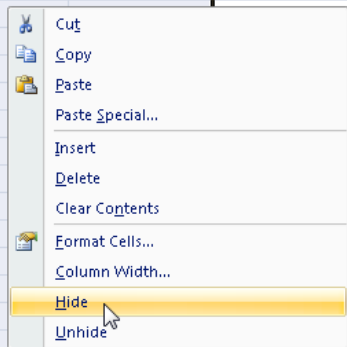 Cut
Copy
Paste
Paste Special...
Insert
Delete
Clear Contents
Format Cells...
Column Width...
Hide
Unhide